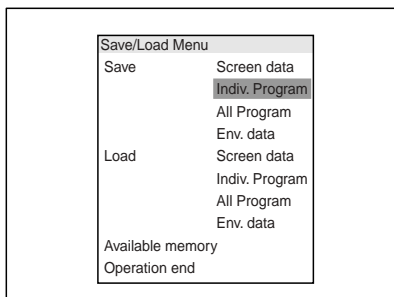 Save/Load Menu
Save Screen data
Indiv. Program
All Program
Env. data
Load Screen data
Indiv. Program
All Program
Env. data
Available memory
Operation end